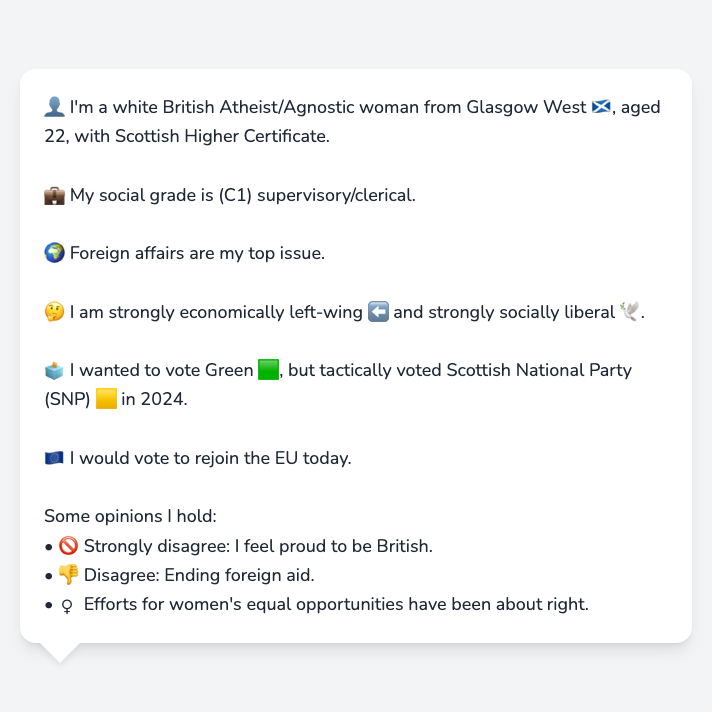 👤 I'm a white British Atheist/Agnostic woman from Glasgow West 🏴󠁧󠁢󠁳󠁣󠁴󠁿, aged
22, with Scottish Higher Certificate.
💼 My social grade is (C1) supervisory/clerical.
🌍 Foreign affairs are my top issue.
🤔 I am strongly economically left-wing ⬅️ and strongly socially liberal 🕊️.
🗳️ I wanted to vote Green 🟩, but tactically voted Scottish National Party
(SNP) 🟨 in 2024.
🇪🇺 I would vote to rejoin the EU today.
Some opinions I hold:
• 🚫 Strongly disagree: I feel proud to be British.
• 👎 Disagree: Ending foreign aid.
• ♀ Efforts for women's equal opportunities have been about right.